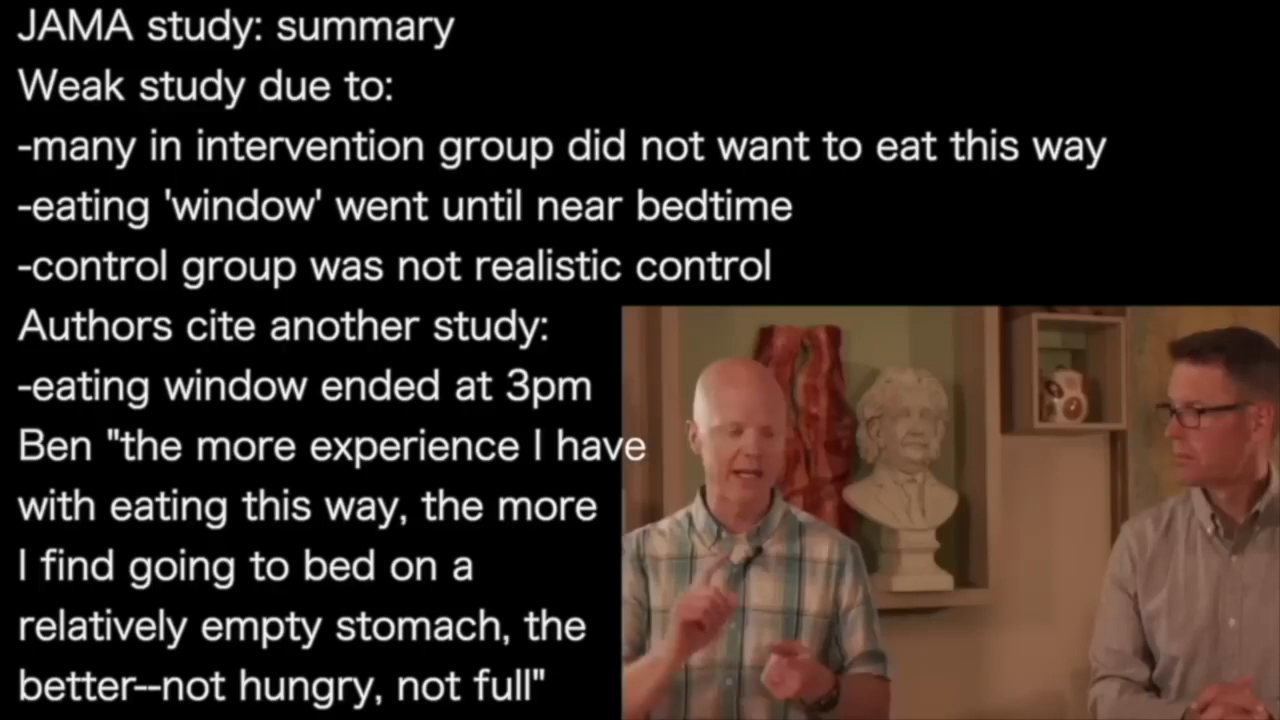 JAMA study: summary
Weak study due to:
-many in intervention group did not want to eat this way
-eating 'window' went until near bedtime
-control group was not realistic control
Authors cite another study:
-eating window ended at 3pm
Ben "the more experience I have
with eating this way, the more
I find going to bed on a
relatively empty stomach, the
better--not hungry, not full"